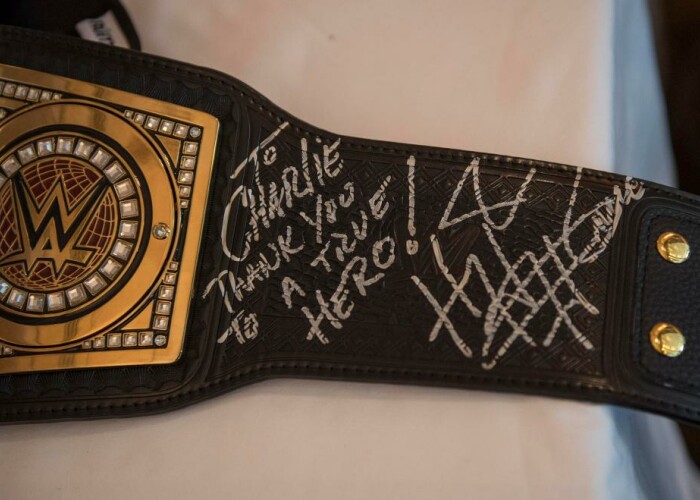 W
TO
CHARLIE
THANK YOU
TO A TRUE
HERO!